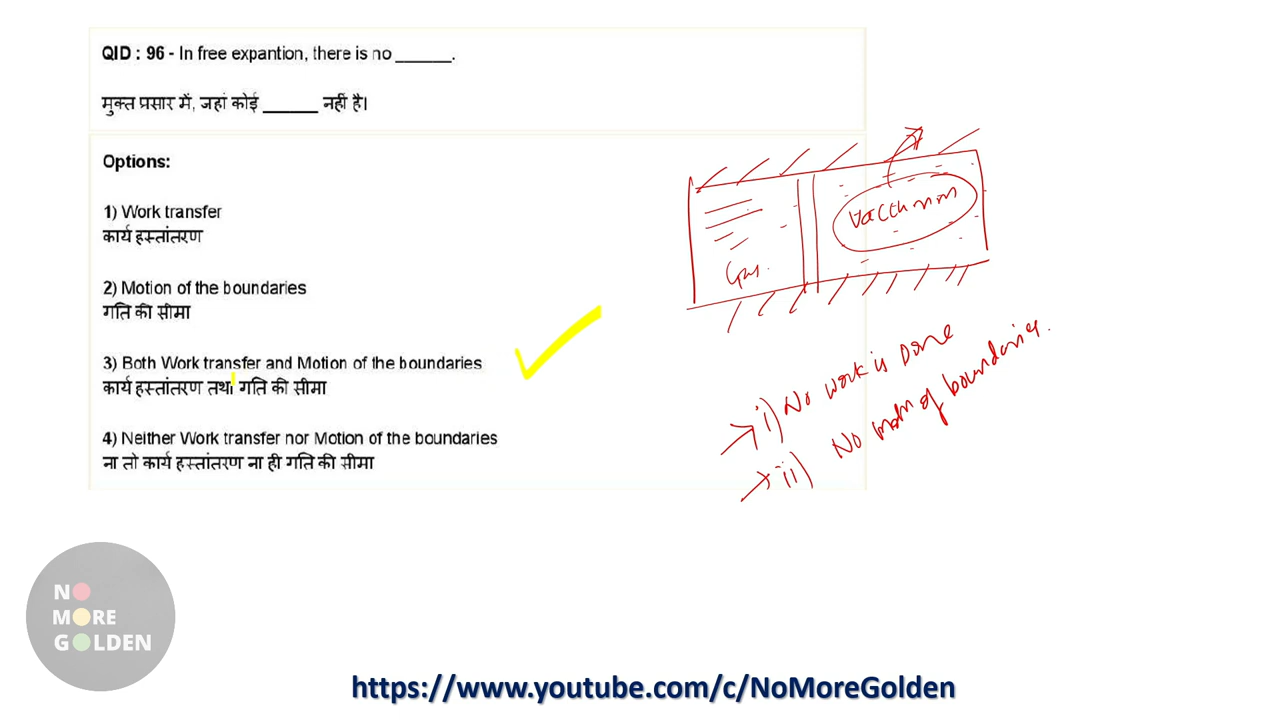 QID : 96 - In free expantion, there is no ______.
मुक्त प्रसार में, जहां कोई ______ नहीं है।
Options:
1) Work transfer
कार्य हस्तांतरण
2) Motion of the boundaries
गति की सीमा
3) Both Work transfer and Motion of the boundaries
कार्य हस्तांतरण तथा गति की सीमा
4) Neither Work transfer nor Motion of the boundaries
ना तो कार्य हस्तांतरण ना ही गति की सीमा
Gas.
i) No work is Done
ii) No of boundaries.
NO
MORE
GOLDEN
https://www.youtube.com/c/NoMoreGolden